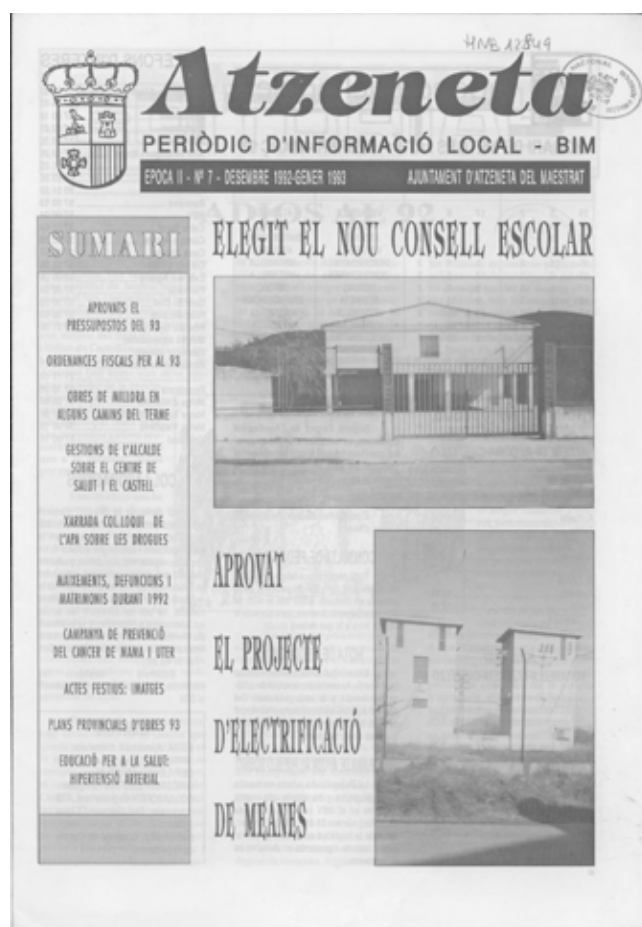 HNB 12849
Atzeneta
PERIÒDIC D'INFORMACIÓ LOCAL - BIM
EPOCA II - Nº 7 - DESEMBRE 1992-GENER 1993 AJUNTAMENT D'ATZENETA DEL MAESTRAT
SUMARI
APROVATS EL
PRESSUPOSTOS DEL 93
ORDENANCES FISCALS PER AL 93
OBRES DE MILLORA EN
ALGUNS CAMINS DEL TERME
GESTIONS DE L'ALCALDE
SOBRE EL CENTRE DE
SALUT I EL CASTELL
XARRADA COL.LOQUI DE
L'APA SOBRE LES DROGUES
NAIXEMENTS, DEFUNCIONS I
MATRIMONIS DURANT 1992
CAMPANYA DE PREVENCIÓ
DEL CANCER DE MAMA I UTER
ACTES FESTIUS: IMATGES
PLANS PROVINCIALS D'OBRES 93
EDUCACIÓ PER A LA SALUT:
HIPERTENSIÓ ARTERIAL
ELEGIT EL NOU CONSELL ESCOLAR
APROVAT
EL PROJECTE
D'ELECTRIFICACIÓ
DE MEANES